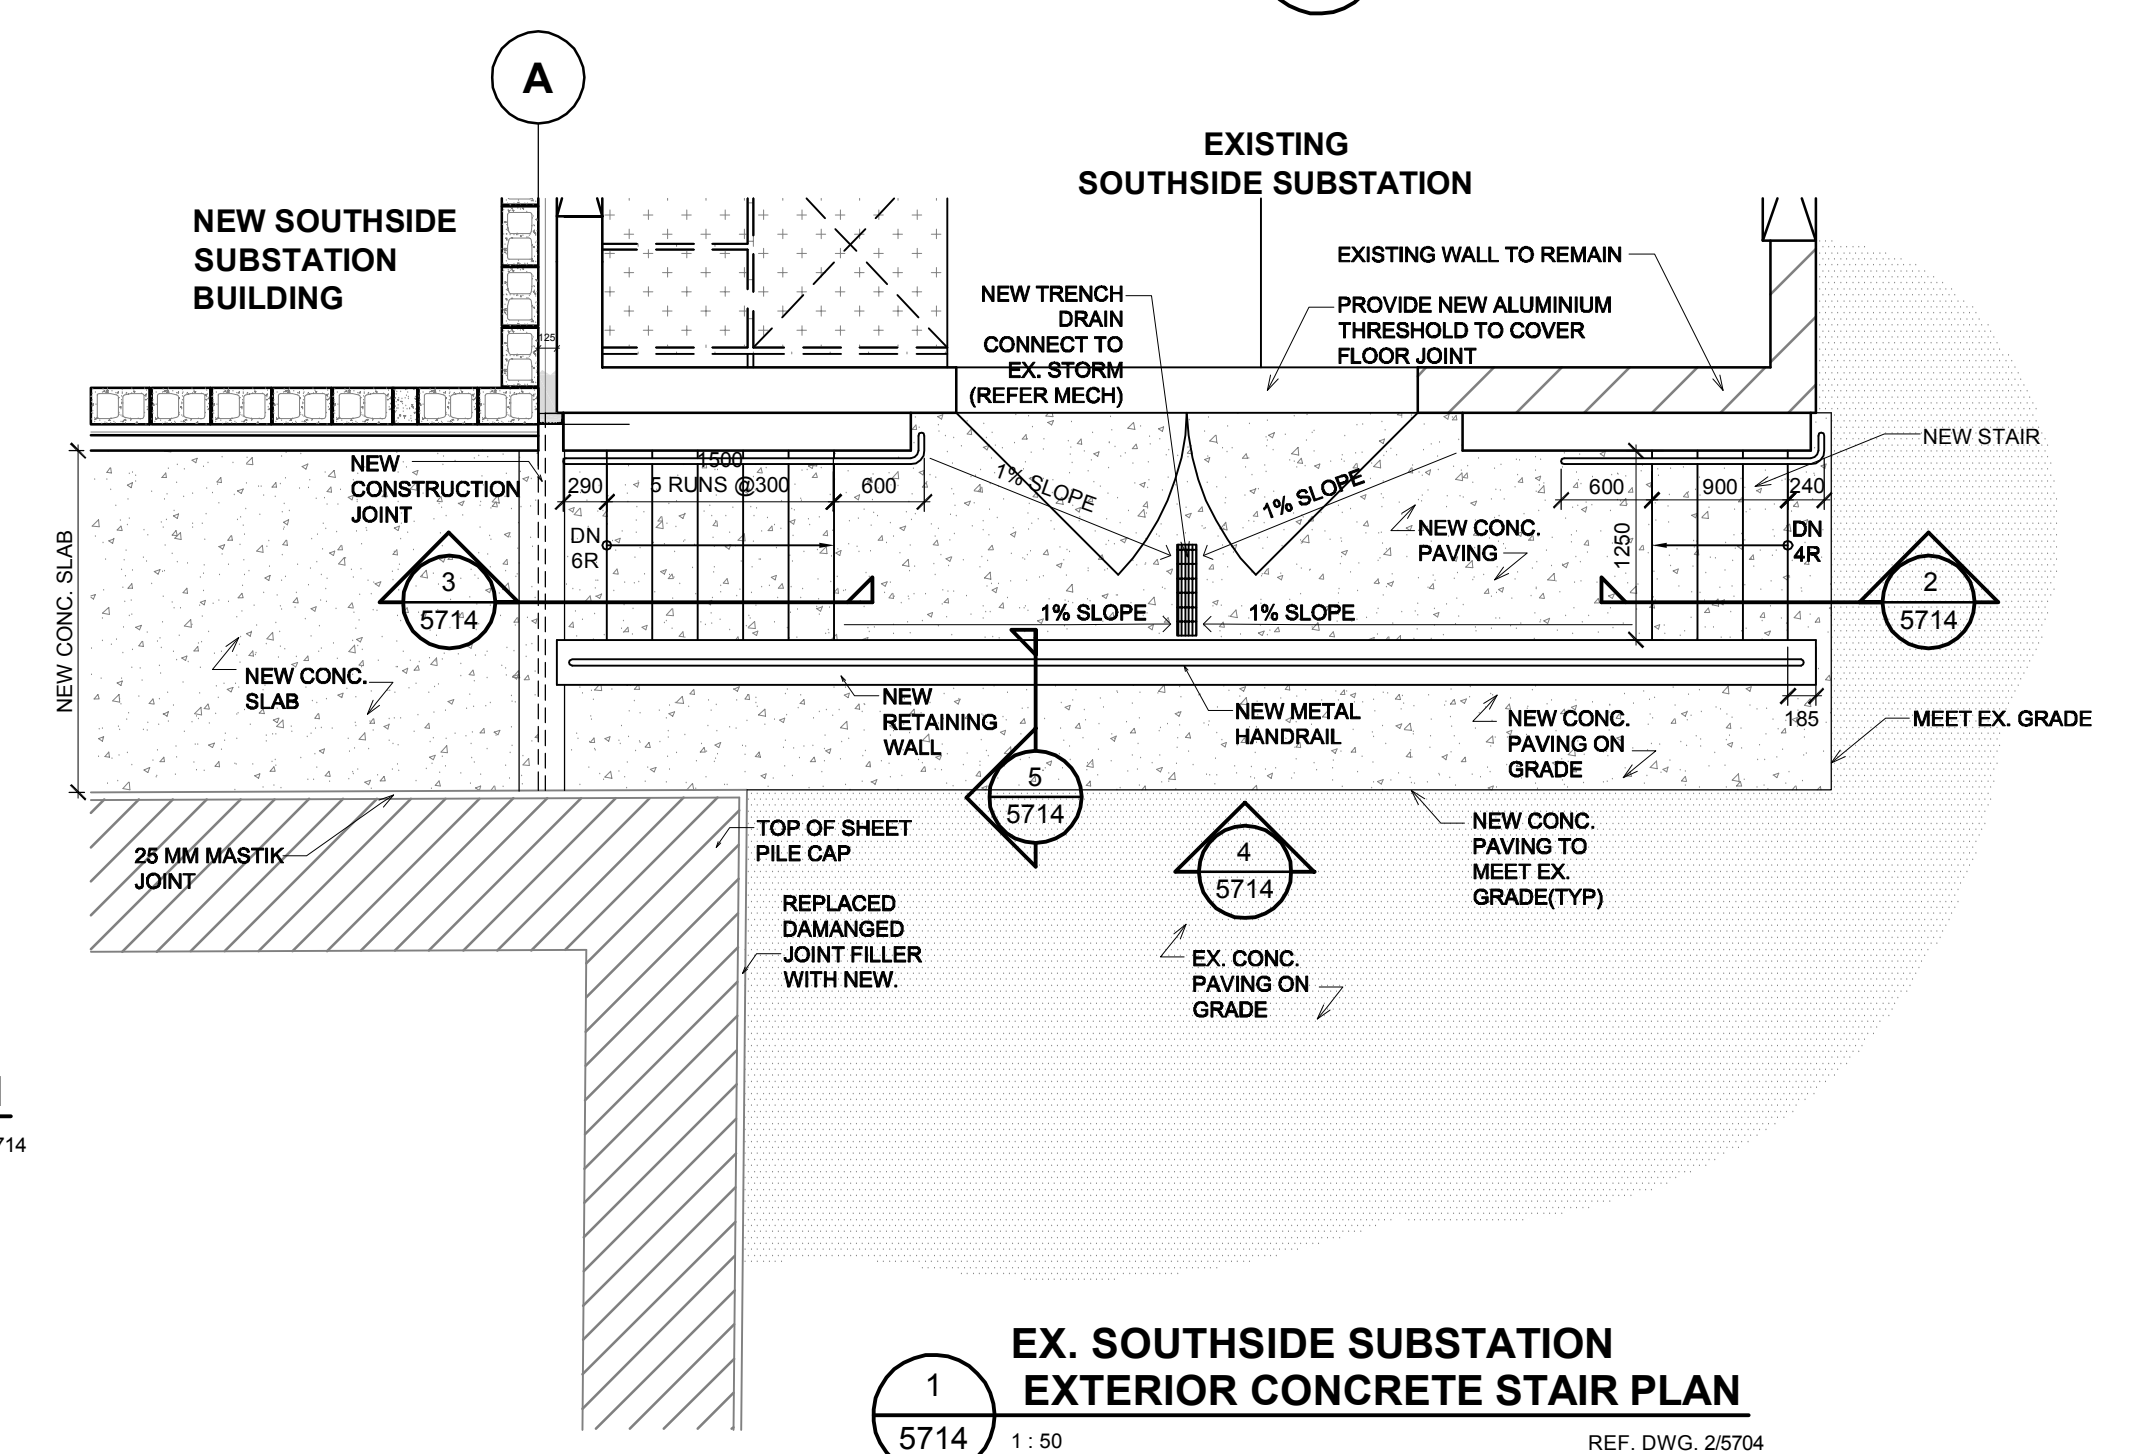 A
EXISTING
SOUTHSIDE SUBSTATION
NEW SOUTHSIDE
SUBSTATION
BUILDING
EXISTING WALL TO REMAIN
NEW TRENCH
DRAIN
CONNECT TO
EX. STORM
(REFER MECH)
PROVIDE NEW ALUMINIUM
THRESHOLD TO COVER
FLOOR JOINT
125
NEW STAIR
NEW
CONSTRUCTION
JOINT
1500
290
5 RUNS @300
600
1% SLOPE
1% SLOPE
600
900
240
DN
6R
NEW CONC.
PAVING
1250
DN
4R
3
5714
2
5714
1% SLOPE
1% SLOPE
NEW CONC. SLAB
NEW CONC.
SLAB
NEW
RETAINING
WALL
NEW METAL
HANDRAIL
NEW CONC.
PAVING ON
GRADE
185
MEET EX. GRADE
5
5714
25 MM MASTIK
JOINT
TOP OF SHEET
PILE CAP
4
5714
NEW CONC.
PAVING TO
MEET EX.
GRADE(TYP)
REPLACED
DAMANGED
JOINT FILLER
WITH NEW.
EX. CONC.
PAVING ON
GRADE
714
1
5714
EX. SOUTHSIDE SUBSTATION
EXTERIOR CONCRETE STAIR PLAN
1 : 50
REF. DWG. 2/5704